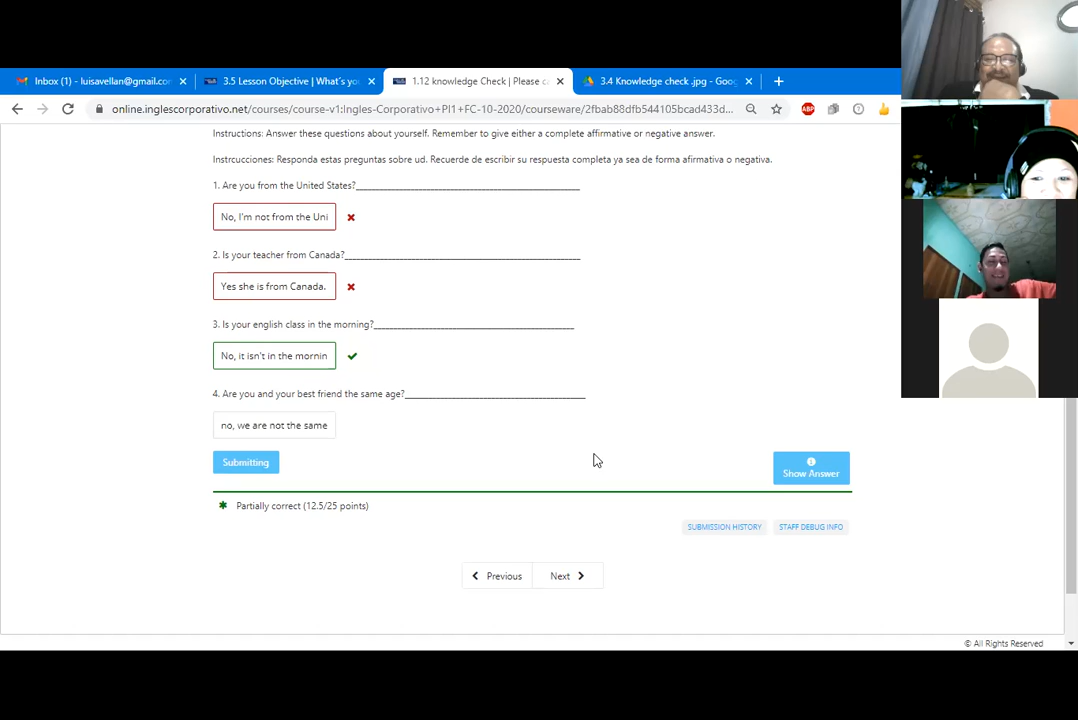 Inbox (1) - luisavellan@gmail.co
3.5 Lesson Objective | What's yo
1.12 knowledge Check | Please c
3.4 Knowledge check .jpg - Goo
online.inglescorporativo.net/courses/course-v1:Ingles-Corporativo+PI1+FC-10-2020/courseware/2fbab88dfb544105bcad433d...
ABP
Instructions: Answer these questions about yourself. Remember to give either a complete affirmative or negative answer.
Instrucciones: Responda estas preguntas sobre ud. Recuerde de escribir su respuesta completa ya sea de forma afirmativa o negativa.
1. Are you from the United States?
No, I'm not from the Uni
2. Is your teacher from Canada?
Yes she is from Canada.
3. Is your english class in the morning?
No, it isn't in the mornin
4. Are you and your best friend the same age?
no, we are not the same
Submitting
Show Answer
Partially correct (12.5/25 points)
SUBMISSION HISTORY
STAFF DEBUG INFO
Previous
Next
© All Rights Reserved